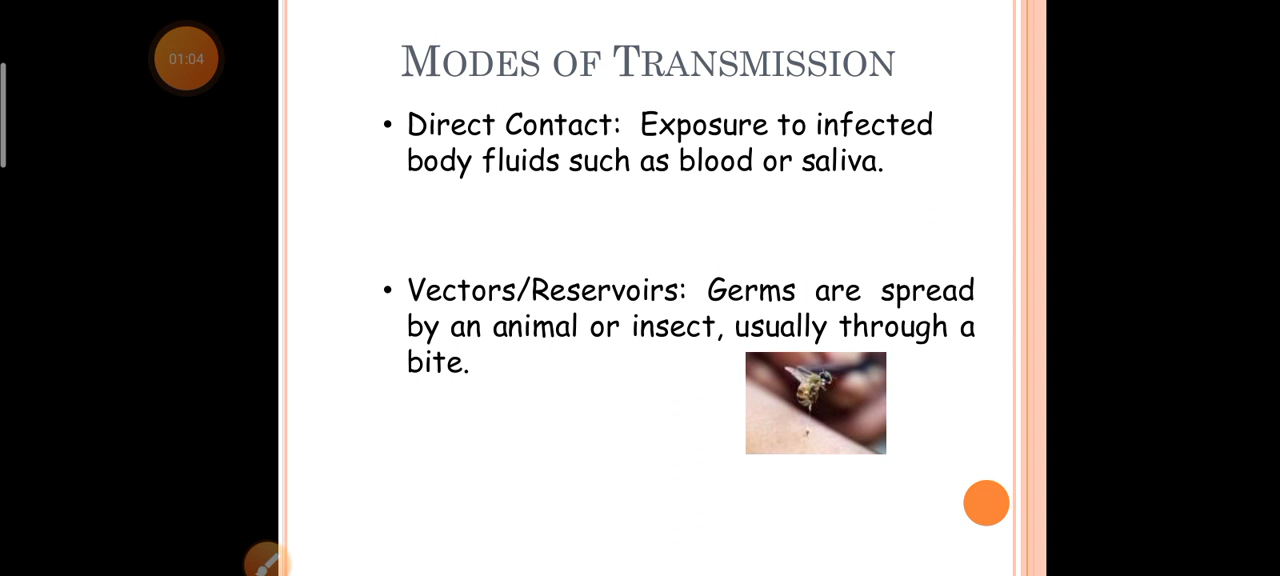 01:04
MODES OF TRANSMISSION
• Direct Contact: Exposure to infected
body fluids such as blood or saliva.
• Vectors/Reservoirs: Germs are spread
by an animal or insect, usually through a
bite.